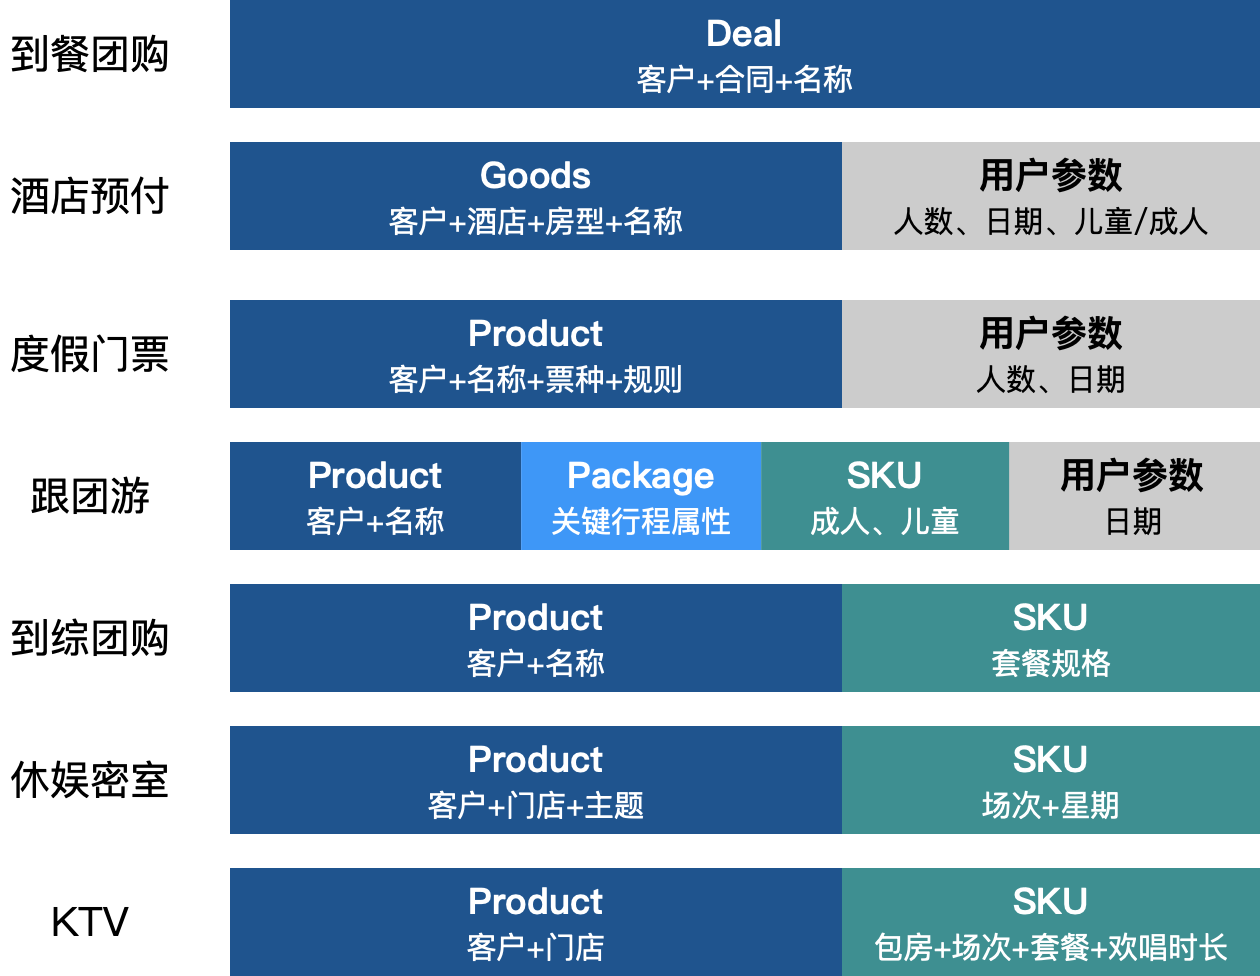 到餐团购
Deal
客户+合同+名称
酒店预付
Goods
客户+酒店+房型+名称
用户参数
人数、日期、儿童/成人
度假门票
Product
客户+名称+票种+规则
用户参数
人数、日期
跟团游
Product
客户+名称
Package
关键行程属性
SKU
成人、儿童
用户参数
日期
到综团购
Product
客户+名称
SKU
套餐规格
休娱密室
Product
客户+门店+主题
SKU
场次+星期
KTV
Product
客户+门店
SKU
包房+场次+套餐+欢唱时长